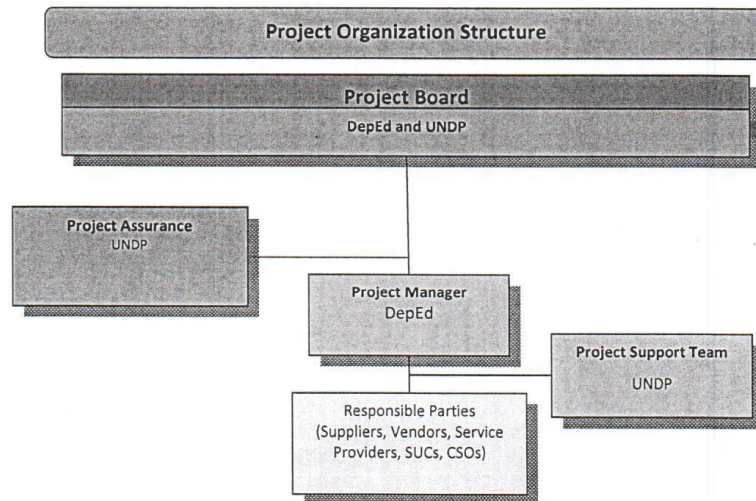 Project Organization Structure
Project Board
DepEd and UNDP
Project Assurance
UNDP
Project Manager
DepEd
Project Support Team
UNDP
Responsible Parties
(Suppliers, Vendors, Service
Providers, SUCs, CSOs)